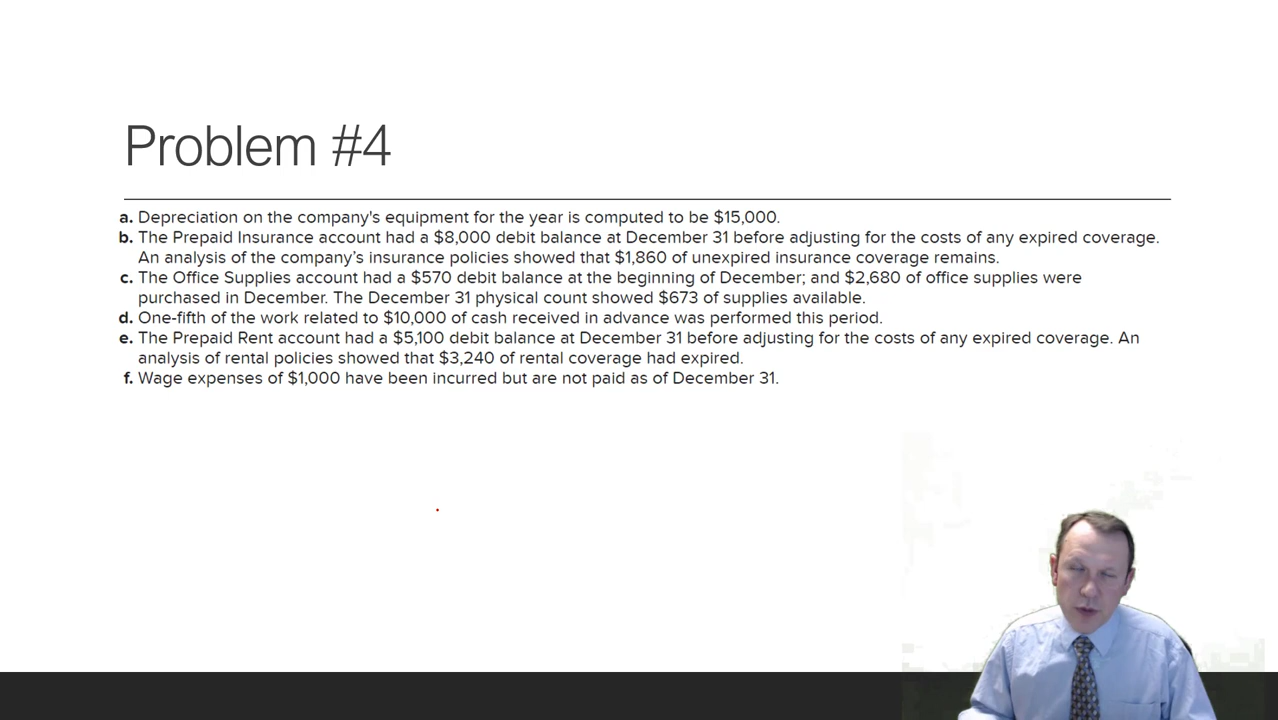 Problem #4
a. Depreciation on the company's equipment for the year is computed to be $15,000.
b. The Prepaid Insurance account had a $8,000 debit balance at December 31 before adjusting for the costs of any expired coverage.
An analysis of the company's insurance policies showed that $1,860 of unexpired insurance coverage remains.
c. The Office Supplies account had a $570 debit balance at the beginning of December; and $2,680 of office supplies were
purchased in December. The December 31 physical count showed $673 of supplies available.
d. One-fifth of the work related to $10,000 of cash received in advance was performed this period.
e. The Prepaid Rent account had a $5,100 debit balance at December 31 before adjusting for the costs of any expired coverage. An
analysis of rental policies showed that $3,240 of rental coverage had expired.
f. Wage expenses of $1,000 have been incurred but are not paid as of December 31.